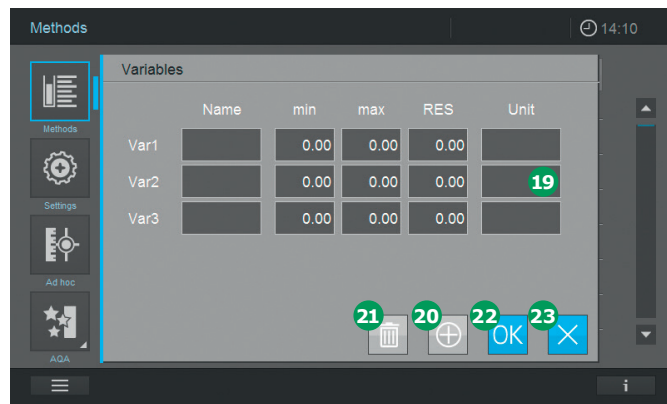 Methods 14:10
Variables
Name min max RES Unit
Methods
Var1 0.00 0.00 0.00
Var2 0.00 0.00 0.00 19
Settings
Var3 0.00 0.00 0.00
Ad hoc
21 20 22 23
OK
AQA
i